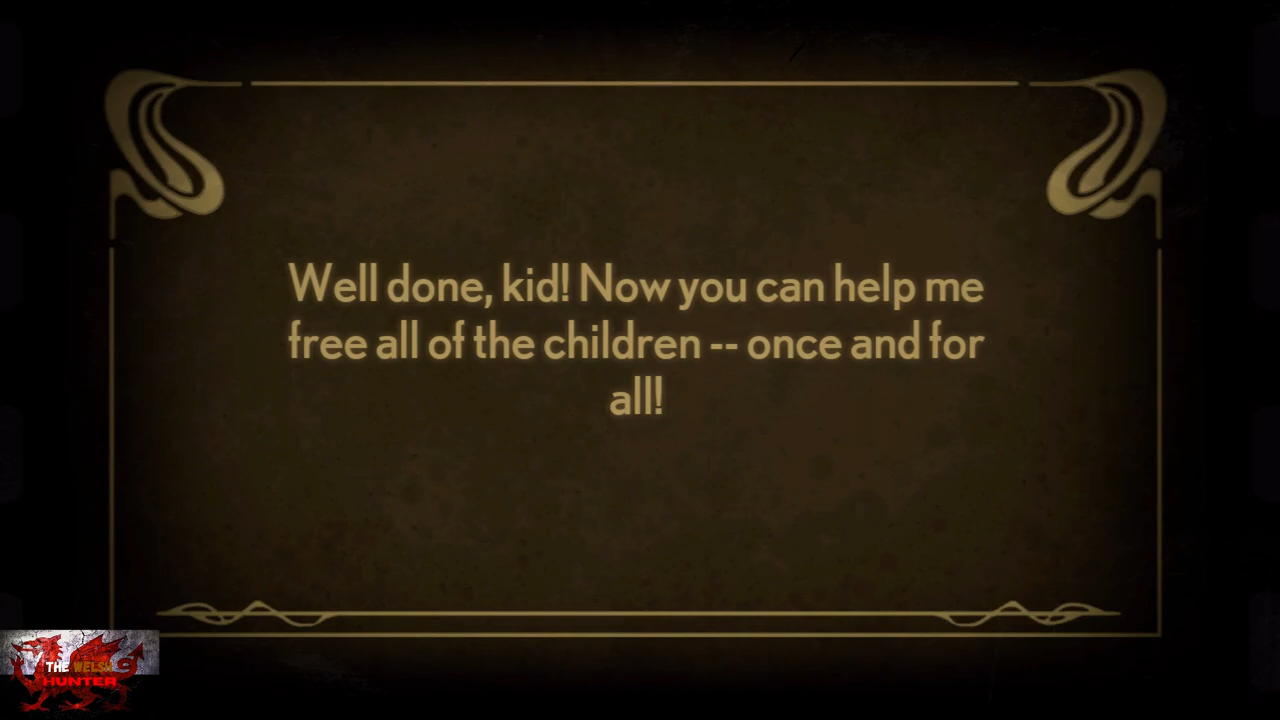 Well done, kid! Now you can help me
free all of the children -- once and for
all!
THE WELSH
HUNTER